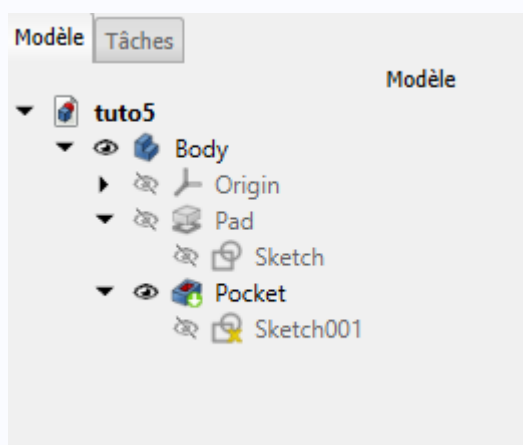 Modèle Tâches
Modèle
tuto5
Body
Origin
Pad
Sketch
Pocket
Sketch001